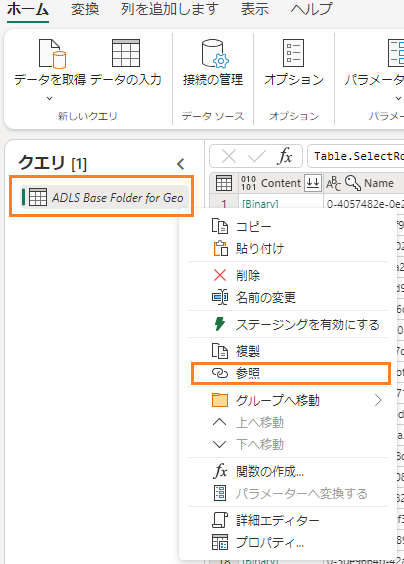 ホーム 変換 列を追加します 表示 ヘルプ
データを取得 データの入力 接続の管理 オプション パラメータ
新しいクエリ データ ソース オプション パラメ
クエリ [1]
fx Table.SelectRo
ADLS Base Folder for Geo
010 101 Content ABC Name
1 [Binary] 0-4057482e-0e2
コピー
貼り付け
削除
名前の変更
ステージングを有効にする
複製
参照
グループへ移動
上へ移動
下へ移動
fx 関数の作成...
パラメーターへ変換する
詳細エディター
プロパティ...